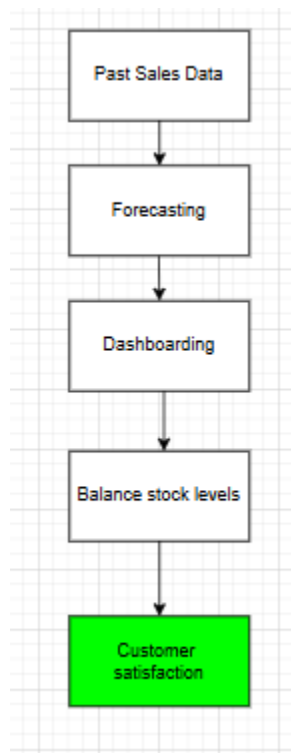 Past Sales Data
Forecasting
Dashboarding
Balance stock levels
Customer
satisfaction